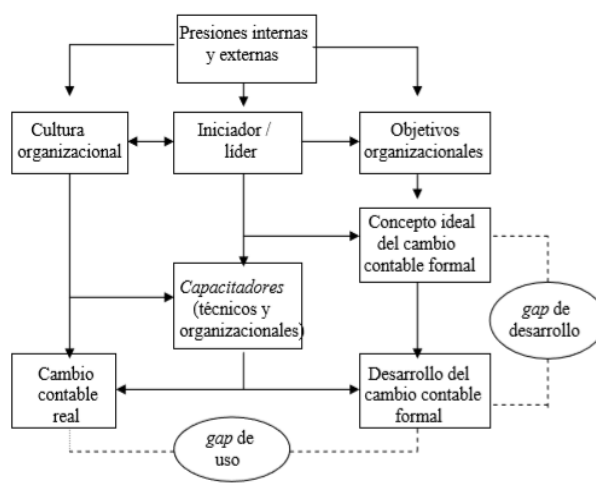 Presiones internas
y externas
Cultura
organizacional
Iniciador /
líder
Objetivos
organizacionales
Concepto ideal
del cambio
contable formal
Capacitadores
(técnicos y
organizacionales)
gap de
desarrollo
Cambio
contable
real
Desarrollo del
cambio contable
formal
gap de
uso